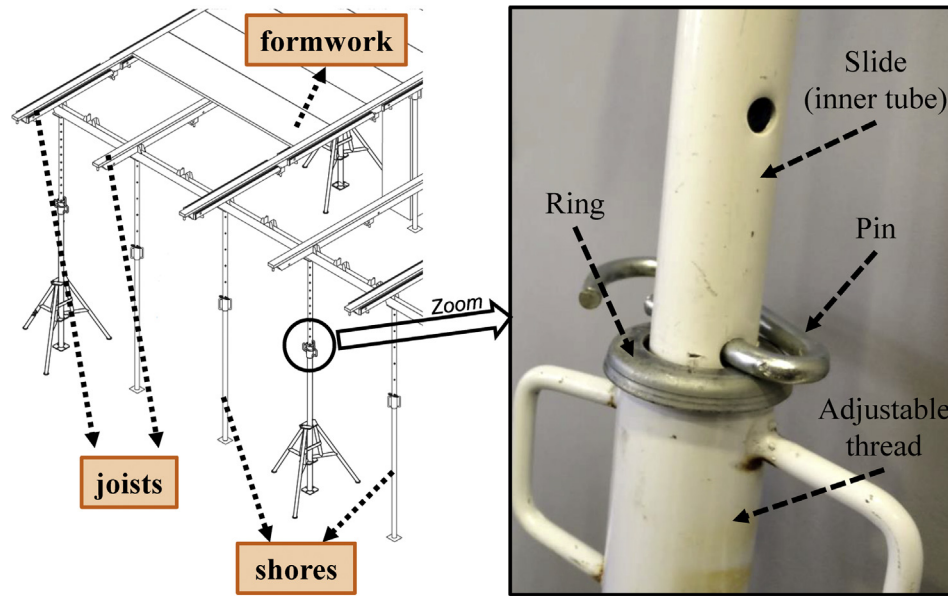 formwork
Slide
(inner tube)
Ring
Pin
Zoom
Adjustable
thread
joists
shores